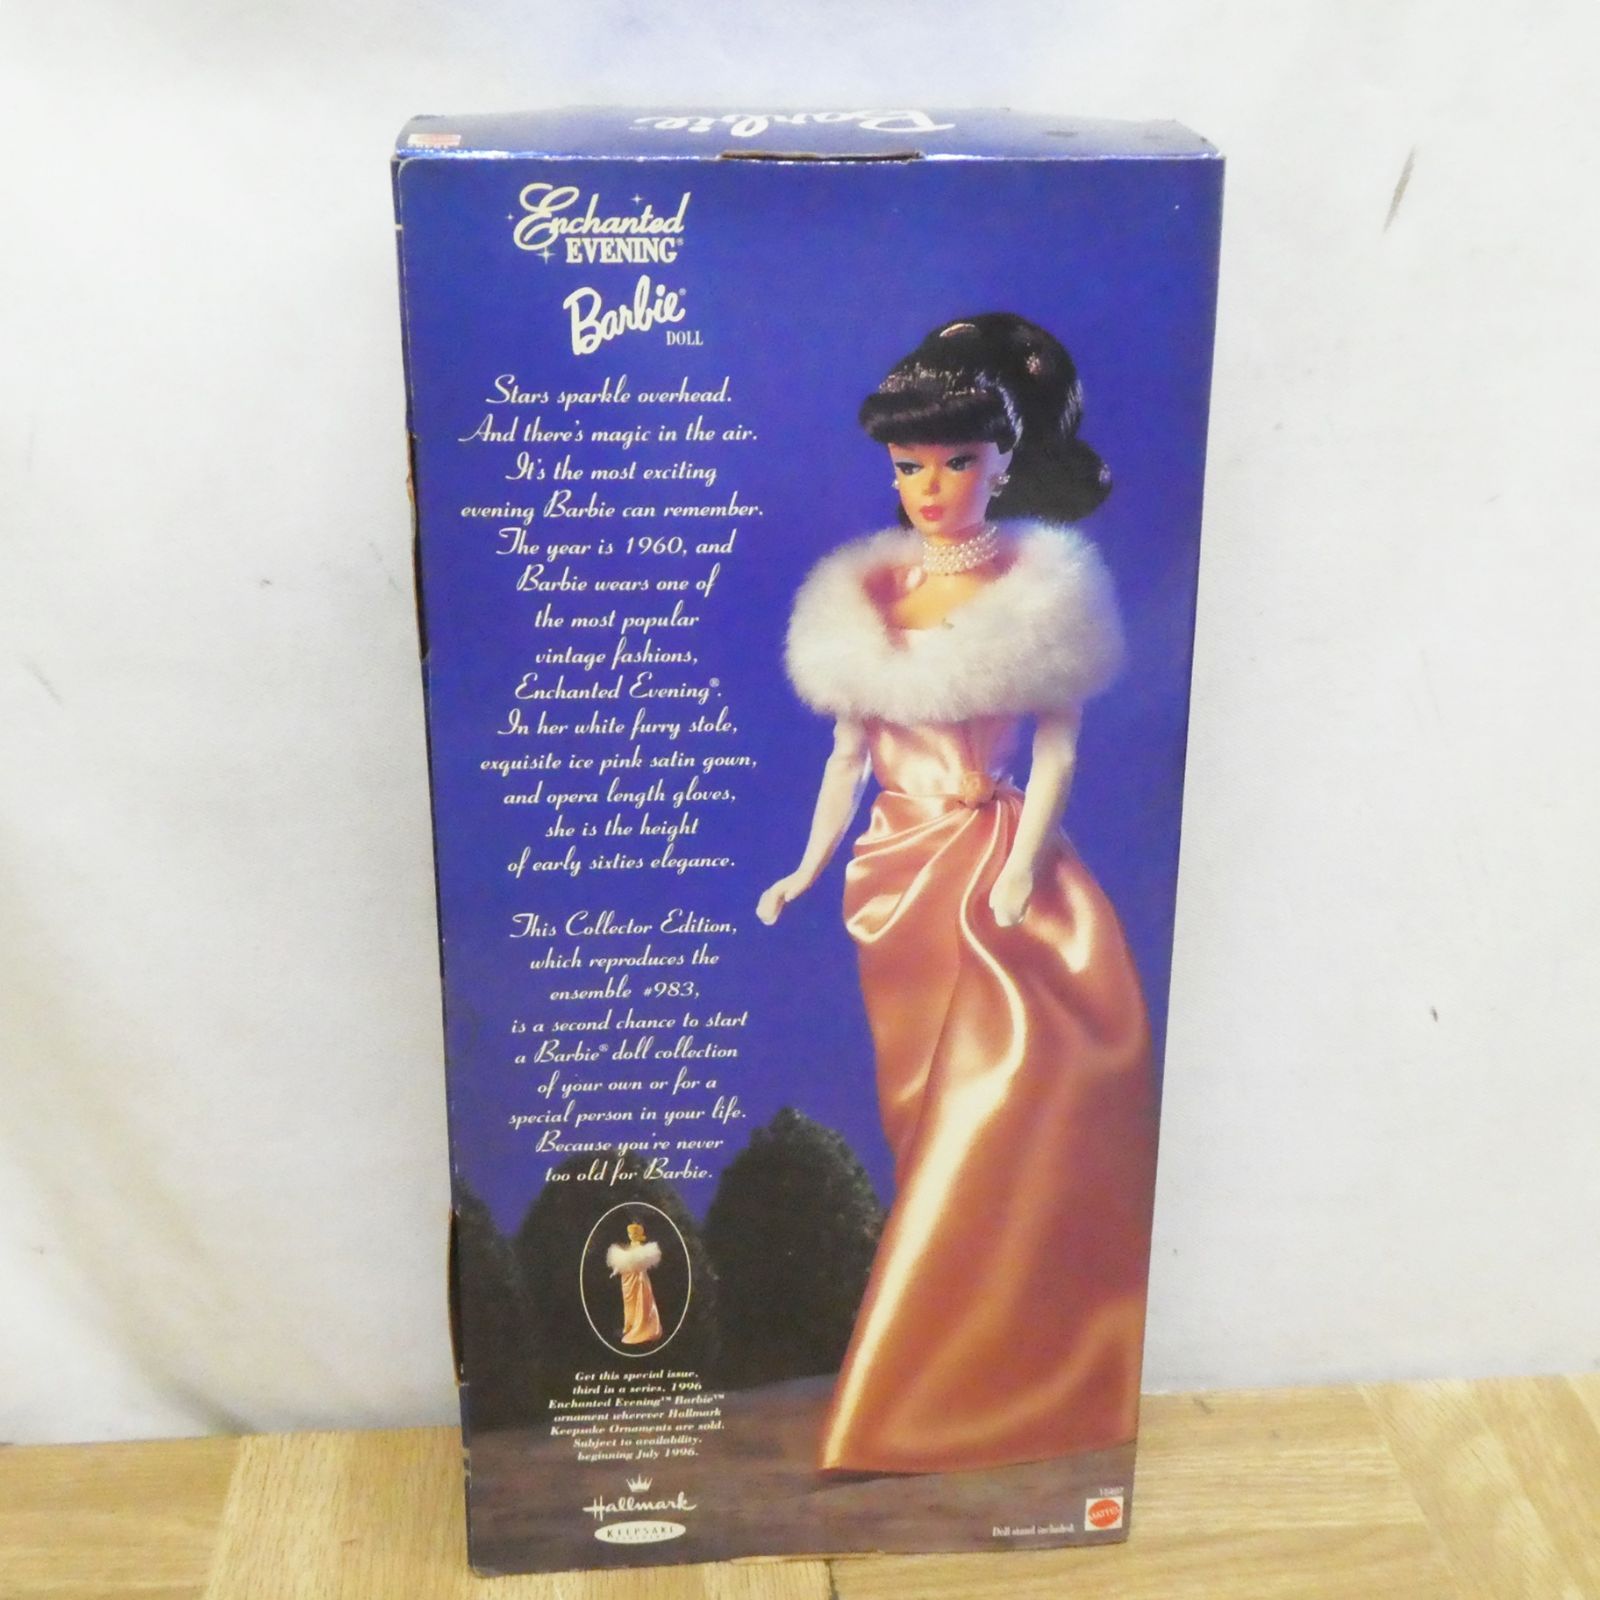 Barbie™
Enchanted
EVENING®
Barbie®
DOLL
Stars sparkle overhead.
And there's magic in the air.
It's the most exciting
evening Barbie can remember.
The year is 1960, and
Barbie wears one of
the most popular
vintage fashions,
Enchanted Evening®.
In her white furry stole,
exquisite ice pink satin gown,
and opera length gloves,
she is the height
of early sixties elegance.
This Collector Edition,
which reproduces the
ensemble #983,
is a second chance to start
a Barbie® doll collection
of your own or for a
special person in your life.
Because you're never
too old for Barbie.
Get this special issue,
third in a series, 1996
Enchanted Evening™ Barbie™
ornament wherever Hallmark
Keepsake Ornaments are sold.
Subject to availability,
beginning July 1996.
Hallmark
KEEPSAKE
Doll stand included.
MATTEL